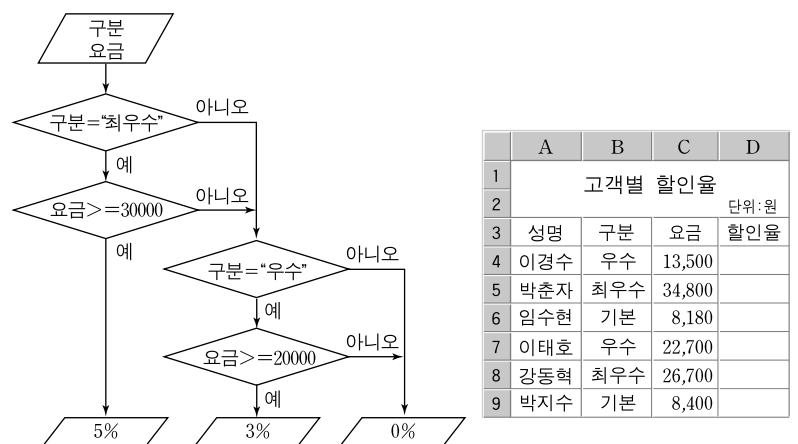 구분
요금
구분="최우수"
아니오
예
요금>=30000
아니오
예
구분="우수"
아니오
예
요금>=20000
아니오
예
5%
3%
0%
A B C D
1 고객별 할인율
2 단위:원
3 성명 구분 요금 할인율
4 이경수 우수 13,500
5 박춘자 최우수 34,800
6 임수현 기본 8,180
7 이태호 우수 22,700
8 강동혁 최우수 26,700
9 박지수 기본 8,400